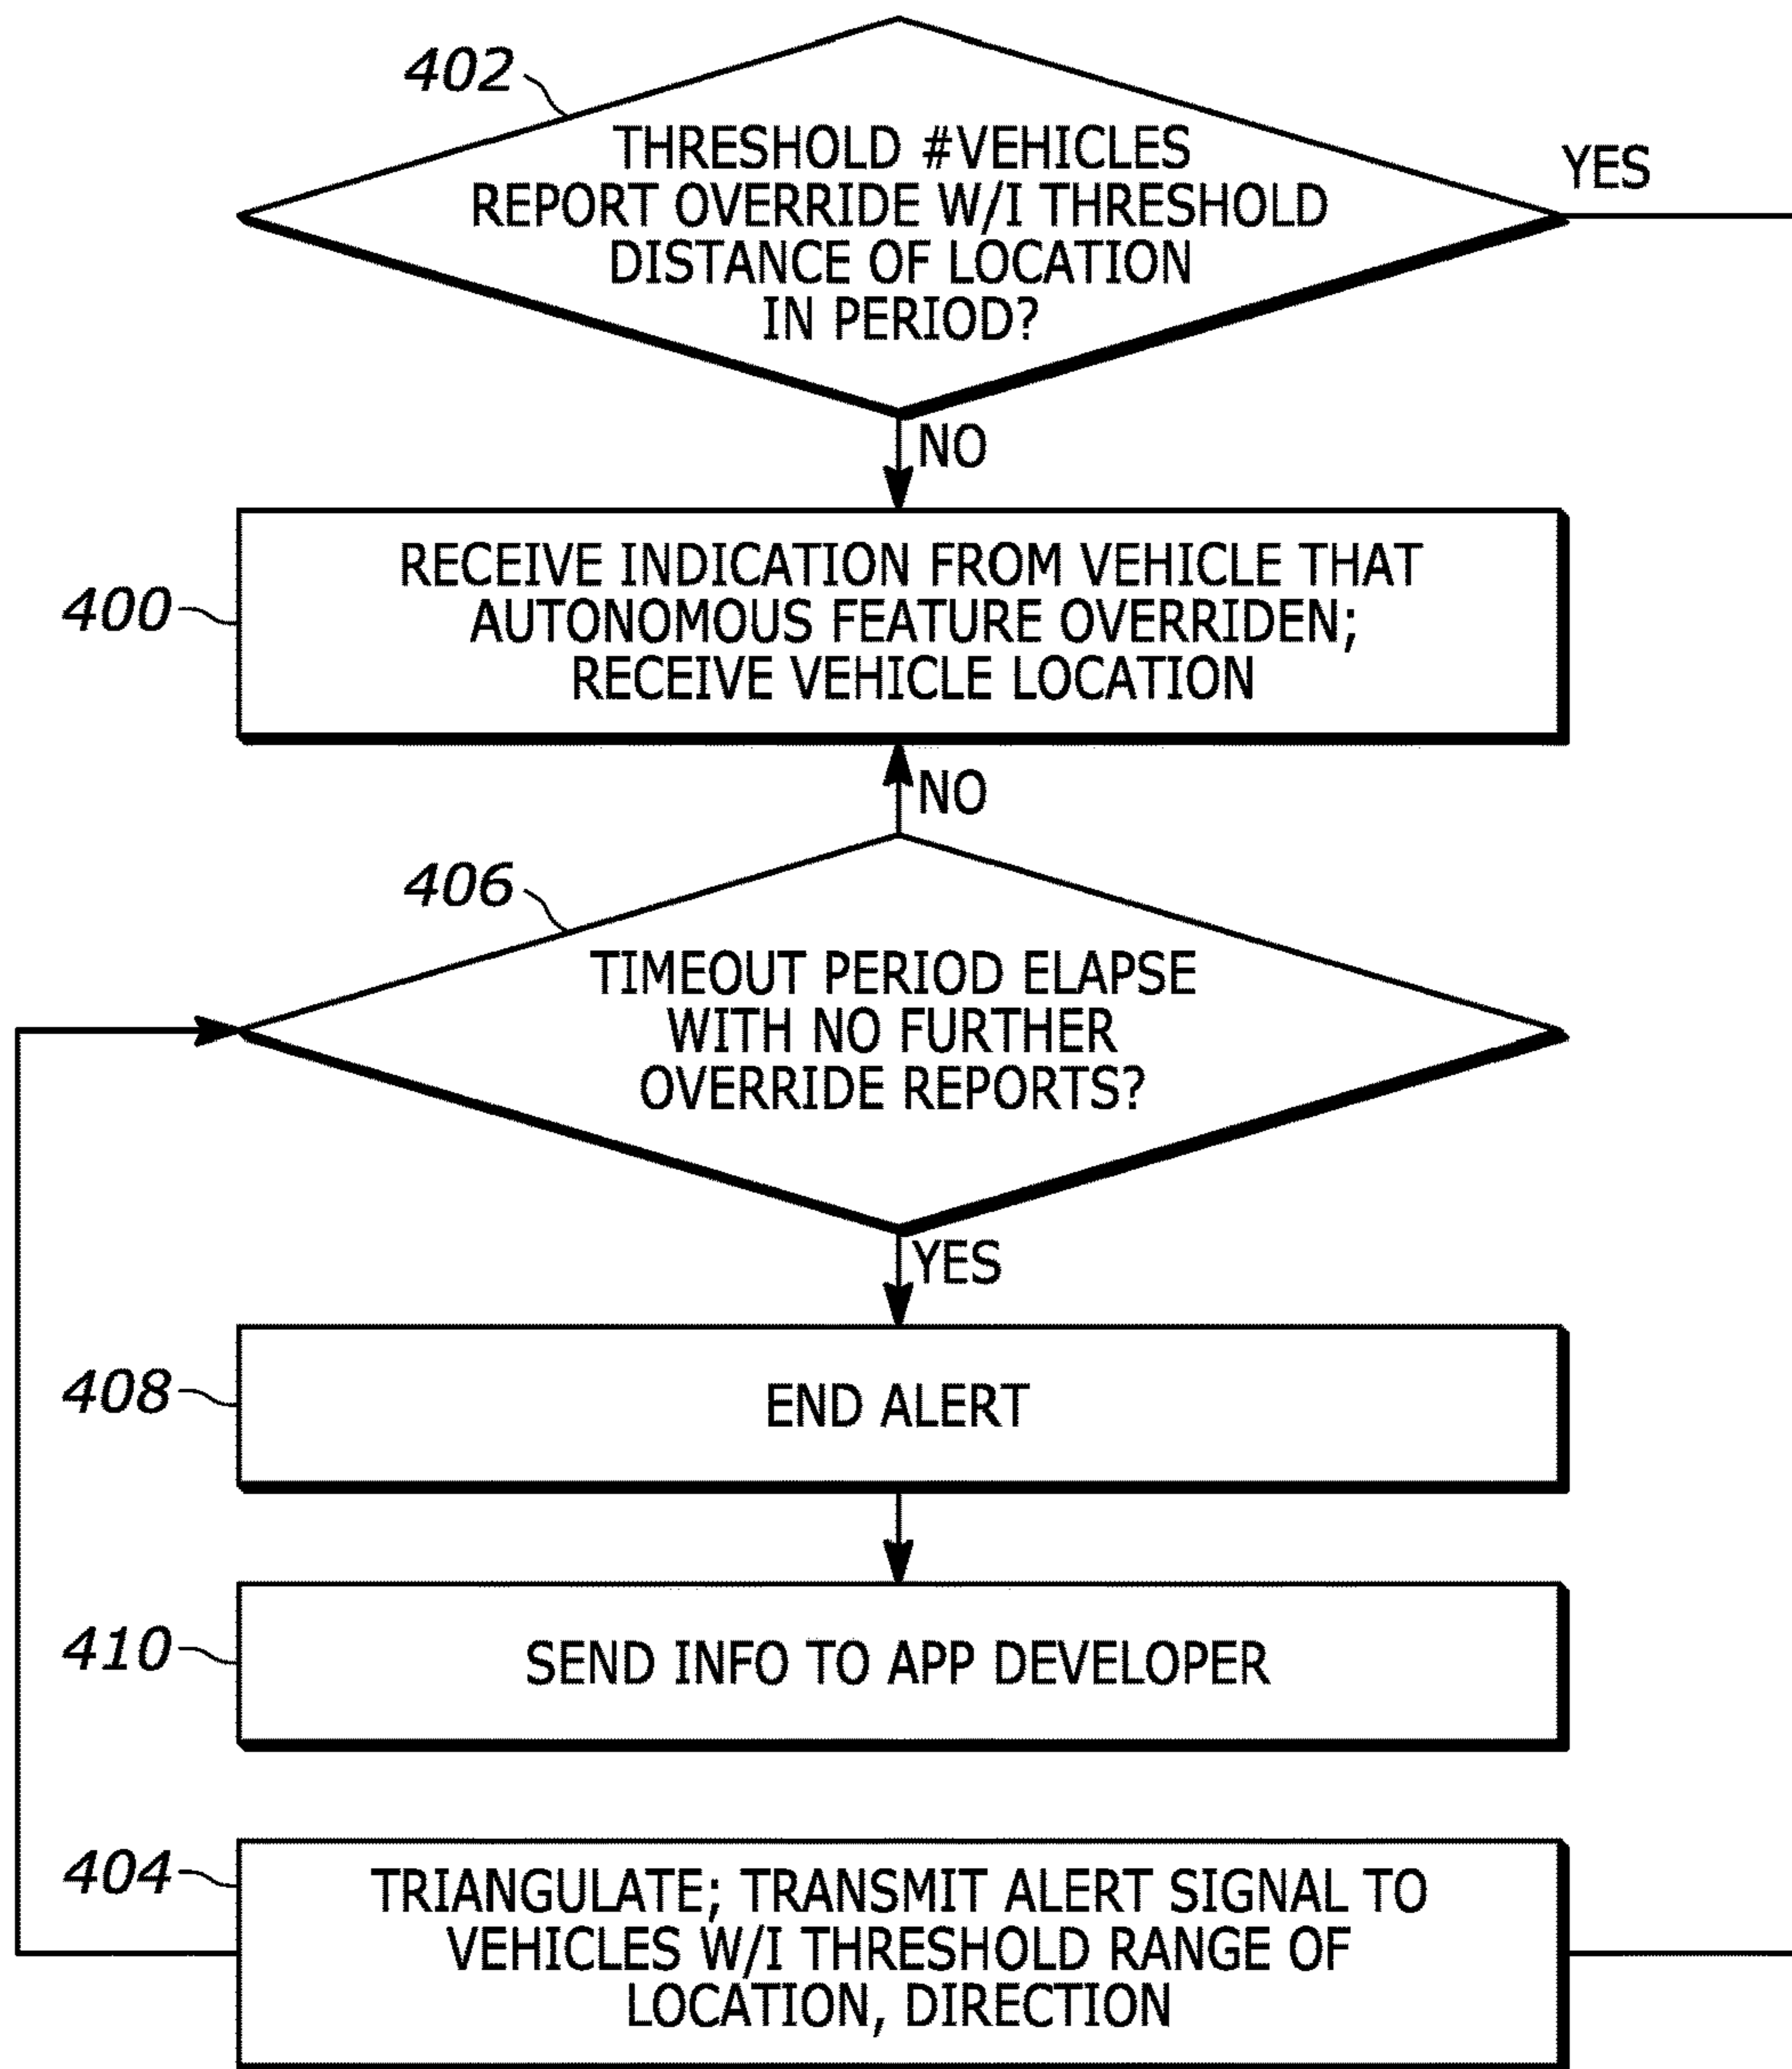 402
THRESHOLD #VEHICLES
REPORT OVERRIDE W/I THRESHOLD
DISTANCE OF LOCATION
IN PERIOD?
YES
NO
400
RECEIVE INDICATION FROM VEHICLE THAT
AUTONOMOUS FEATURE OVERRIDEN;
RECEIVE VEHICLE LOCATION
NO
406
TIMEOUT PERIOD ELAPSE
WITH NO FURTHER
OVERRIDE REPORTS?
YES
408
END ALERT
410
SEND INFO TO APP DEVELOPER
404
TRIANGULATE; TRANSMIT ALERT SIGNAL TO
VEHICLES W/I THRESHOLD RANGE OF
LOCATION, DIRECTION